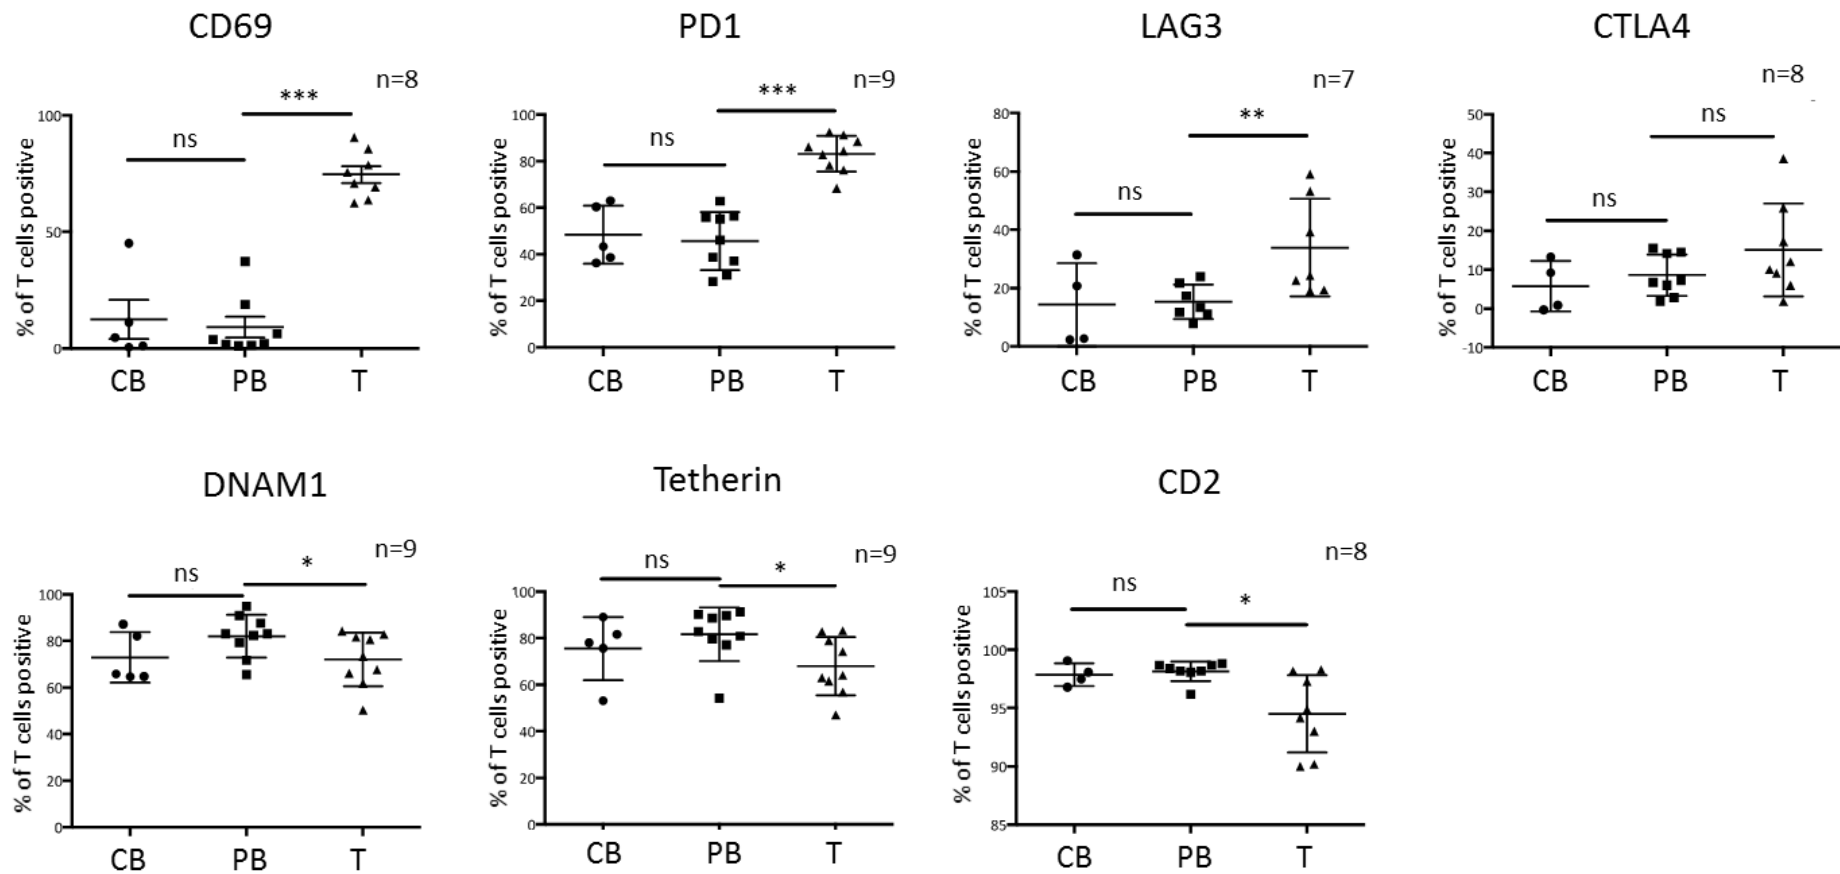 CD69
n=8
***
ns
% of T cells positive
100
50
0
CB PB T
PD1
n=9
***
ns
% of T cells positive
100
80
60
40
20
0
CB PB T
LAG3
n=7
**
ns
% of T cells positive
80
60
40
20
0
CB PB T
CTLA4
n=8
ns
ns
% of T cells positive
50
40
30
20
10
0
-10
CB PB T
DNAM1
n=9
ns *
% of T cells positive
100
80
60
40
20
0
CB PB T
Tetherin
n=9
ns *
% of T cells positive
100
80
60
40
20
0
CB PB T
CD2
n=8
ns *
% of T cells positive
105
100
95
90
85
CB PB T